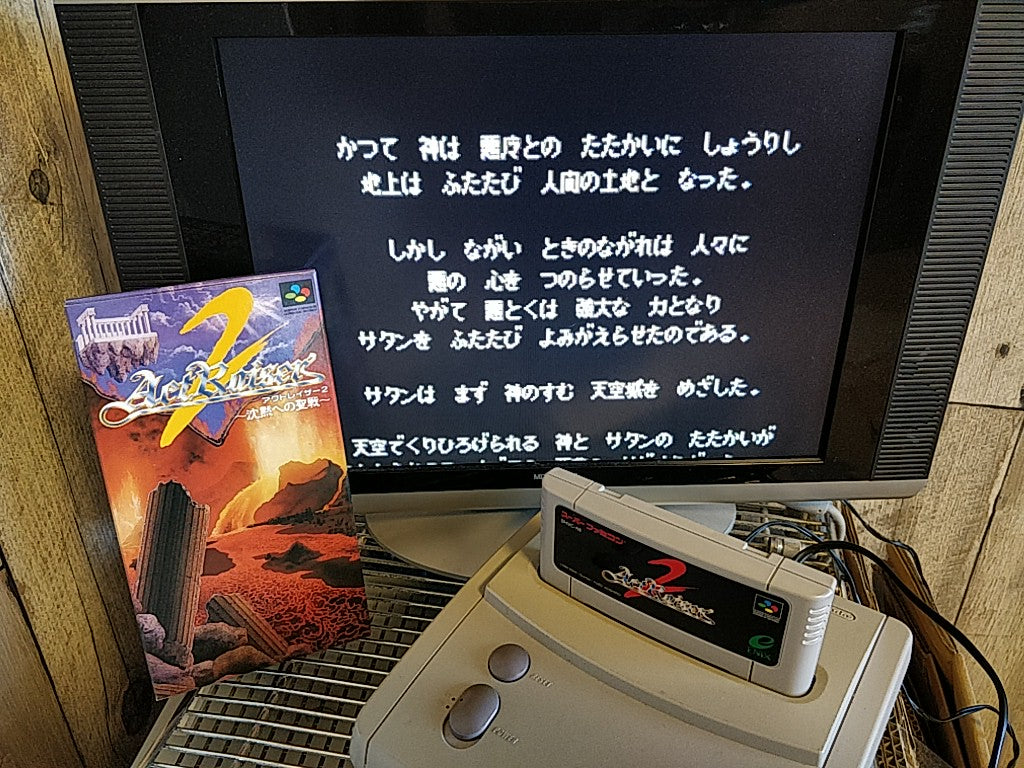 かつて 神は 悪魔との たたかいに しょうりし
地上は ふたたび 人間の土地と なった。
しかし ながい ときのながれは 人々に
悪の 心を つのらせていった。
やがて 悪とくは 強大な 力となり
サタンを ふたたび よみがえらせたのである。
サタンは まず 神のすむ 天空城を めざした。
天空でくりひろげられる 神と サタンの たたかいが
2
ActRaiser
アクトレイザー2
〜沈黙への聖戦〜
スーパーファミコン
2
ActRaiser
ENIX
RESET
POWER